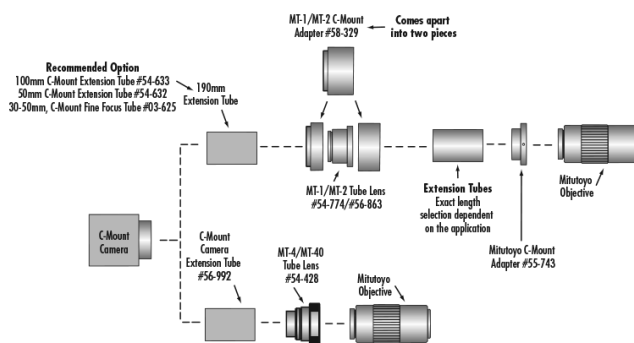 MT-1/MT-2 C-Mount
Adapter #58-329
Comes apart
into two pieces
Recommended Option
100mm C-Mount Extension Tube #54-633
50mm C-Mount Extension Tube #54-632
30-50mm, C-Mount Fine Focus Tube #03-625
190mm
Extension Tube
MT-1/MT-2 Tube Lens
#54-774/#56-863
Extension Tubes
Exact length
selection dependent
on the application
Mitutoyo
Objective
Mitutoyo C-Mount
Adapter #55-743
C-Mount
Camera
C-Mount
Camera
Extension Tube
#56-992
MT-4/MT-40
Tube Lens
#54-428
Mitutoyo
Objective